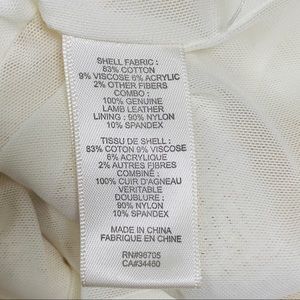 SHELL FABRIC :
83% COTTON
9% VISCOSE 6% ACRYLIC
2% OTHER FIBERS
COMBO :
100% GENUINE
LAMB LEATHER
LINING : 90% NYLON
10% SPANDEX
TISSU DE SHELL :
83% COTON 9% VISCOSE
6% ACRYLIQUE
2% AUTRES FIBRES
COMBINÉ :
100% CUIR D'AGNEAU
VERITABLE
DOUBLURE :
90% NYLON
10% SPANDEX
MADE IN CHINA
FABRIQUE EN CHINE
RN#96705
CA#34460